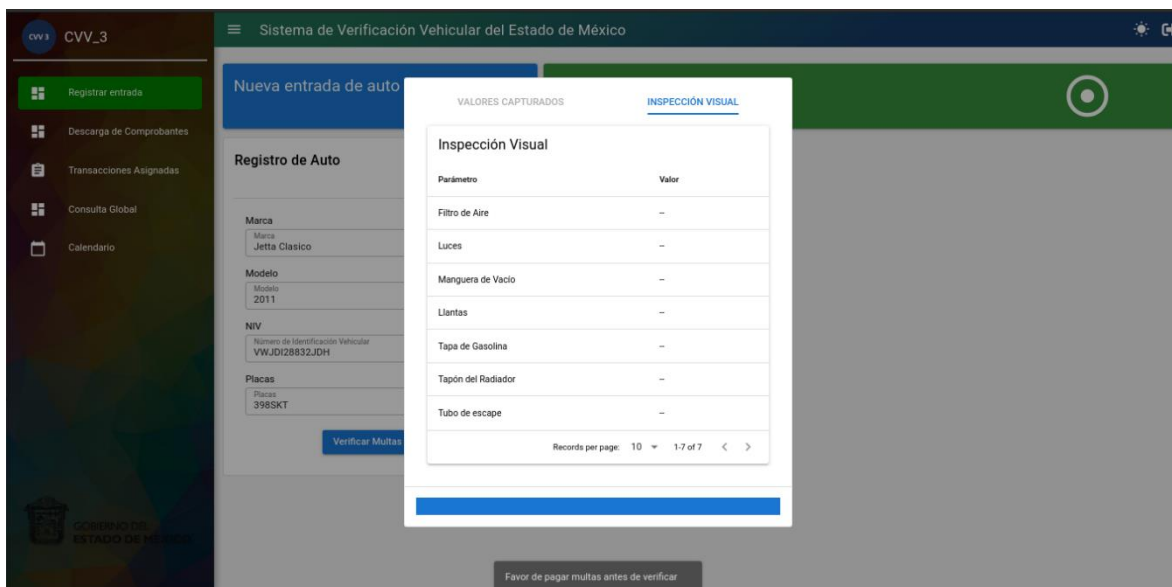 CVV 3 CVV_3
Sistema de Verificación Vehicular del Estado de México
Registrar entrada
Descarga de Comprobantes
Transacciones Asignadas
Consulta Global
Calendario
GOBIERNO DEL
ESTADO DE MÉXICO
Nueva entrada de auto
Registro de Auto
Marca
Marca
Jetta Clasico
Modelo
Modelo
2011
NIV
Número de Identificación Vehicular
VWJDI28832JDH
Placas
Placas
398SKT
Verificar Multas
VALORES CAPTURADOS INSPECCIÓN VISUAL
Inspección Visual
Parámetro Valor
Filtro de Aire --
Luces --
Manguera de Vacío --
Llantas --
Tapa de Gasolina --
Tapón del Radiador --
Tubo de escape --
Records per page: 10 1-7 of 7
Favor de pagar multas antes de verificar